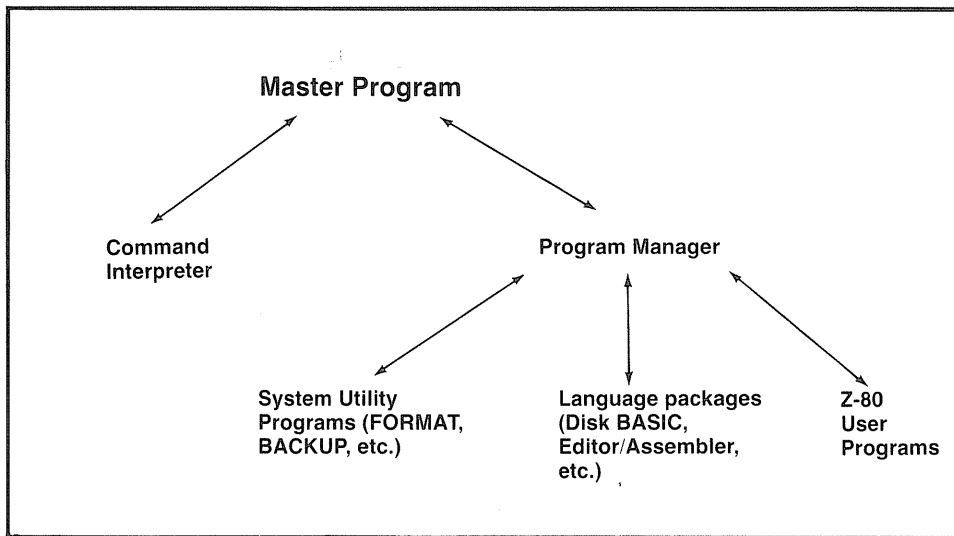 Master Program
Command
Interpreter
Program Manager
System Utility
Programs (FORMAT,
BACKUP, etc.)
Language packages
(Disk BASIC,
Editor/Assembler,
etc.)
Z-80
User
Programs